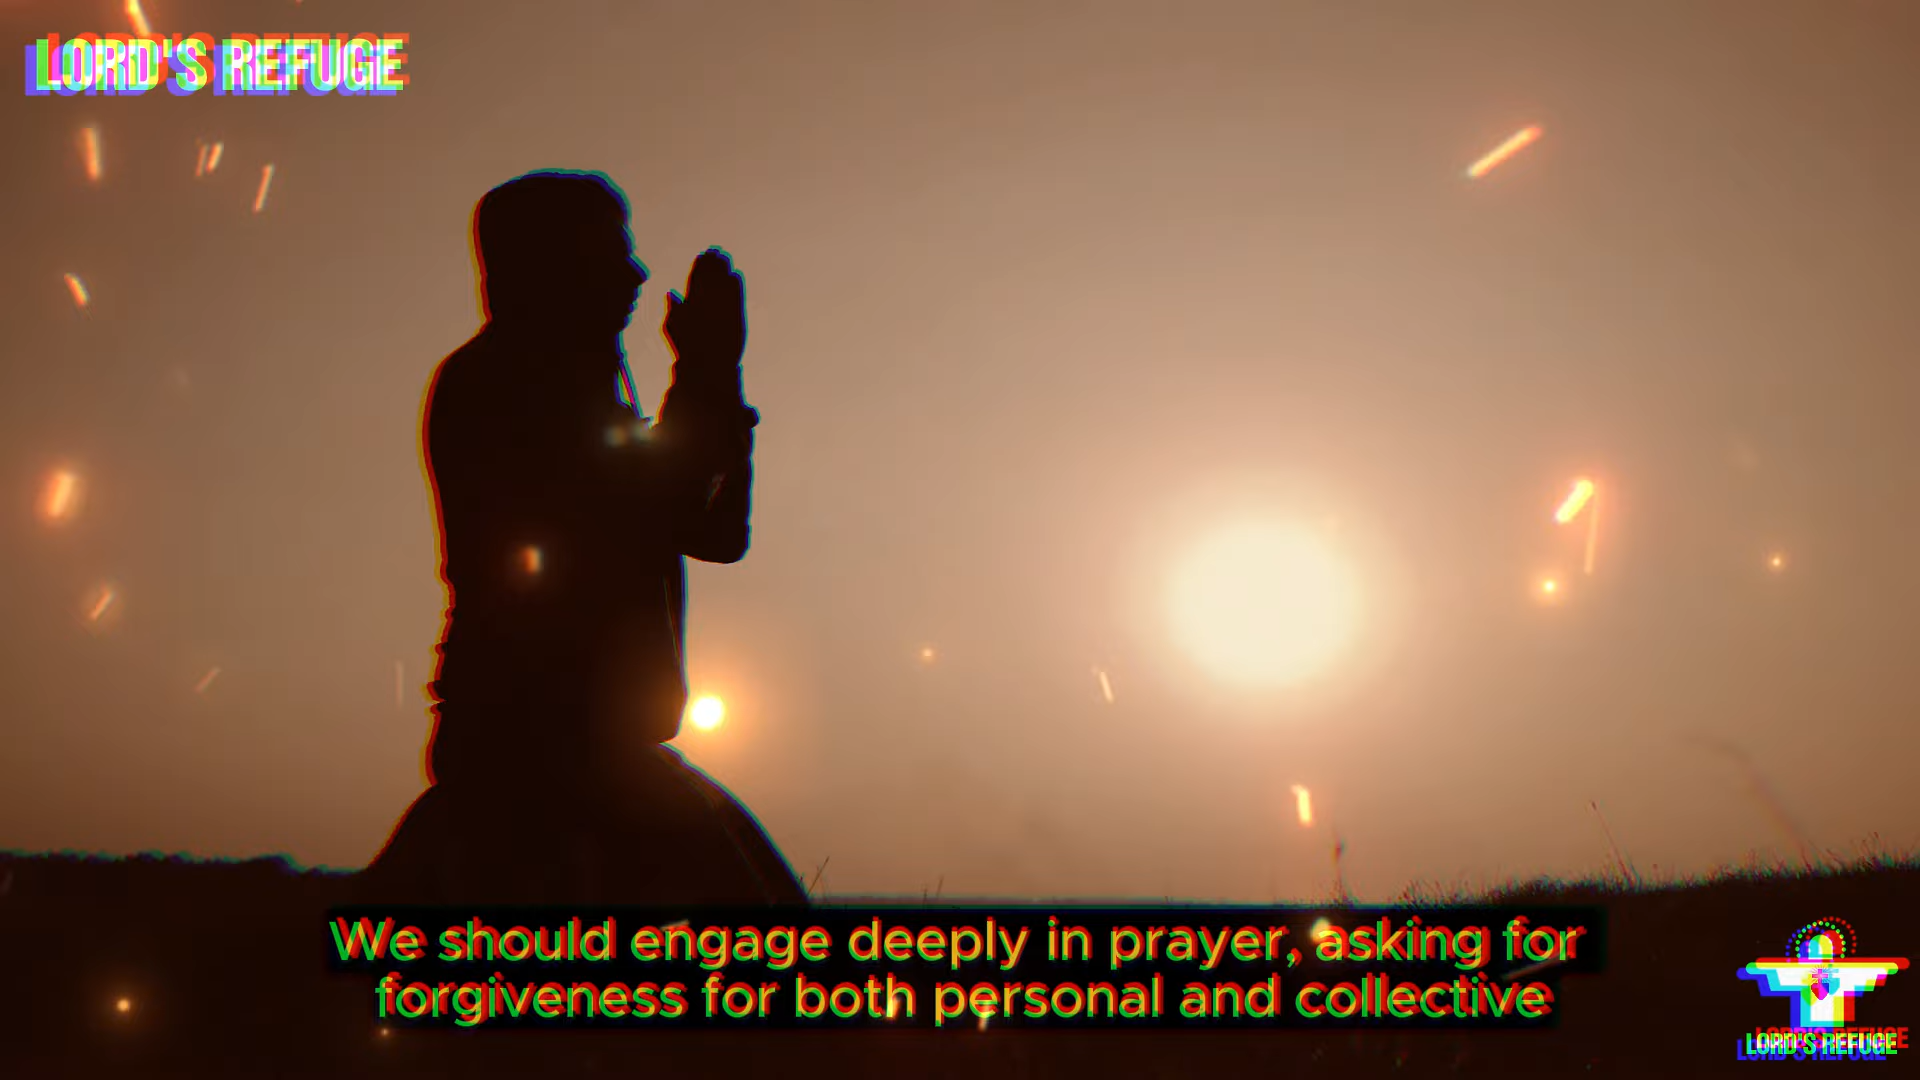 LORD'S REFUGE
We should engage deeply in prayer, asking for
forgiveness for both personal and collective
LORD'S REFUGE